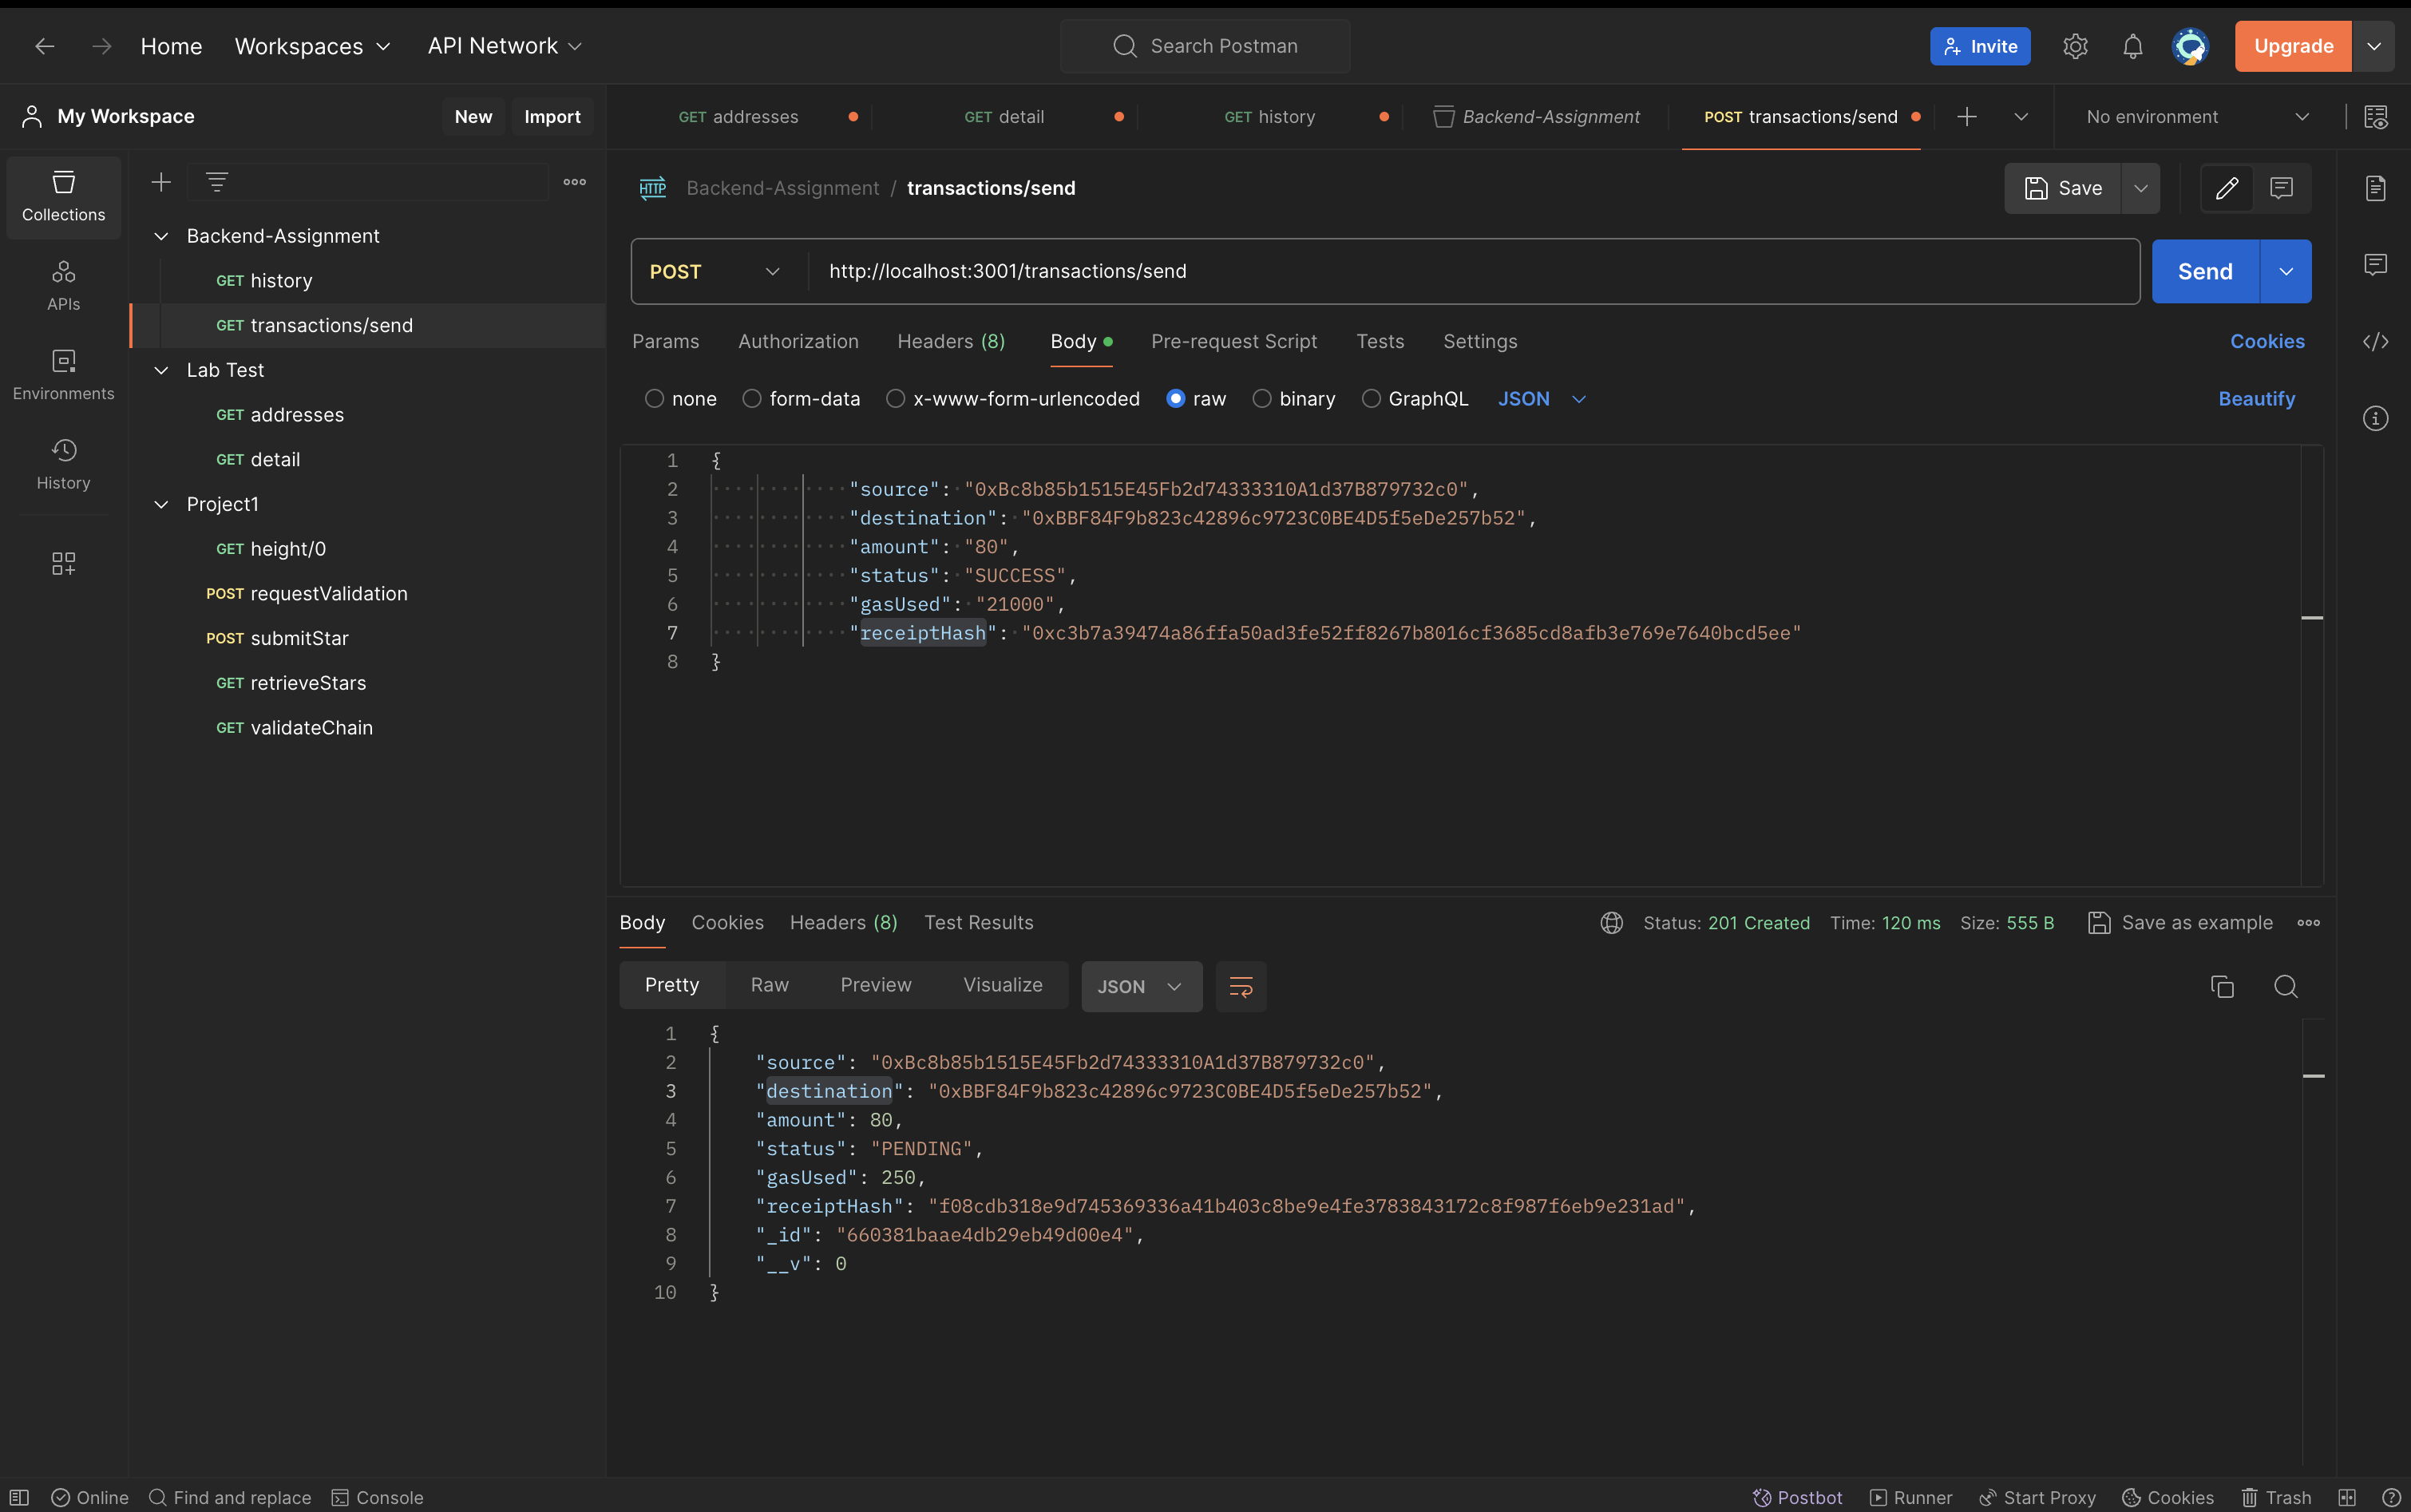 Home Workspaces API Network Search Postman Invite Upgrade
My Workspace New Import GET addresses GET detail GET history Backend-Assignment POST transactions/send No environment
Collections
APIs
Environments
History
Backend-Assignment
GET history
GET transactions/send
Lab Test
GET addresses
GET detail
Project1
GET height/0
POST requestValidation
POST submitStar
GET retrieveStars
GET validateChain
HTTP Backend-Assignment / transactions/send Save
POST http://localhost:3001/transactions/send Send
Params Authorization Headers (8) Body Pre-request Script Tests Settings Cookies
none form-data x-www-form-urlencoded raw binary GraphQL JSON Beautify
1 {
2 "source": "0xBc8b85b1515E45Fb2d74333310A1d37B879732c0",
3 "destination": "0xBBF84F9b823c42896c9723C0BE4D5f5eDe257b52",
4 "amount": "80",
5 "status": "SUCCESS",
6 "gasUsed": "21000",
7 "receiptHash": "0xc3b7a39474a86ffa50ad3fe52ff8267b8016cf3685cd8afb3e769e7640bcd5ee"
8 }
Body Cookies Headers (8) Test Results Status: 201 Created Time: 120 ms Size: 555 B Save as example
Pretty Raw Preview Visualize JSON
1 {
2 "source": "0xBc8b85b1515E45Fb2d74333310A1d37B879732c0",
3 "destination": "0xBBF84F9b823c42896c9723C0BE4D5f5eDe257b52",
4 "amount": 80,
5 "status": "PENDING",
6 "gasUsed": 250,
7 "receiptHash": "f08cdb318e9d745369336a41b403c8be9e4fe3783843172c8f987f6eb9e231ad",
8 "_id": "660381baae4db29eb49d00e4",
9 "__v": 0
10 }
Online Find and replace Console Postbot Runner Start Proxy Cookies Trash